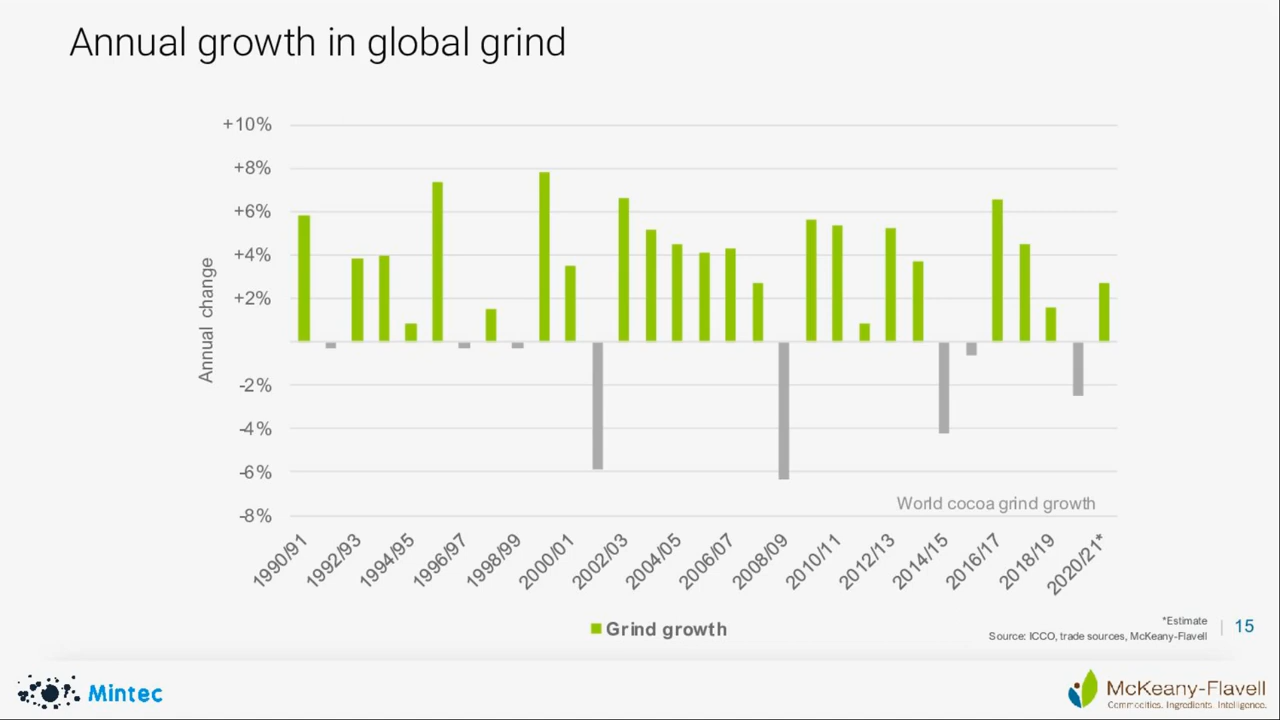 Annual growth in global grind
+10%
+8%
+6%
+4%
+2%
-2%
-4%
-6%
-8%
Annual change
World cocoa grind growth
1990/91
1992/93
1994/95
1996/97
1998/99
2000/01
2002/03
2004/05
2006/07
2008/09
2010/11
2012/13
2014/15
2016/17
2018/19
2020/21*
Grind growth
*Estimate
Source: ICCO, trade sources, McKeany-Flavell
15
Mintec
McKeany-Flavell
Commodities. Ingredients. Intelligence.